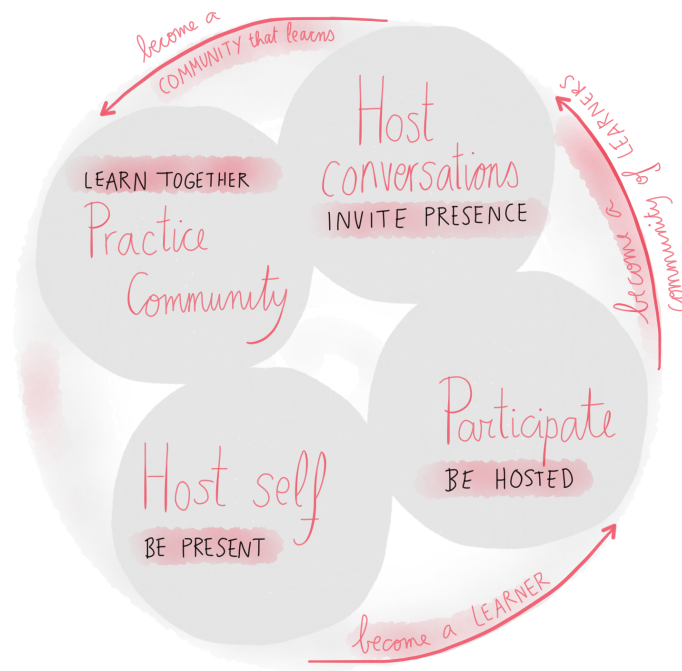 become a
COMMUNITY that learns
Host
conversations
INVITE PRESENCE
LEARN TOGETHER
Practice
Community
become a
community of LEARNERS
Participate
BE HOSTED
Host self
BE PRESENT
become a LEARNER